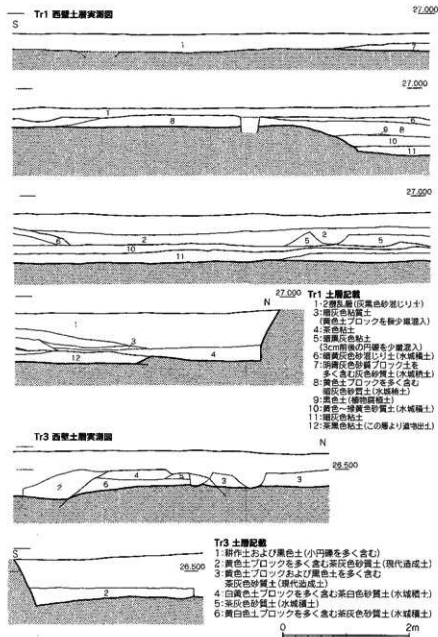 Tr1 西壁土層実測図
27.000
S
1
7
27.000
1
8
6
9 8
10
11
27.000
2
2
6
5
5
10
11
N 27.000
1
3
4
12
Tr1 土層記載
1・2:攪乱層(灰黒色砂混じり土)
3:暗灰色粘質土
(黄色土ブロックを極少量混入)
4:茶色粘土
5:暗黒灰色粘土
(3cm前後の円礫を少量混入)
6:暗黄灰色砂混じり土(水城積土)
7:明橙灰色砂質ブロック土を
多く含む灰色砂質土(水城積土)
8:黄色土ブロックを多く含む
暗灰色砂質土(水城積土)
9:黒色土(植物腐植土)
10:黄色～緑黄色砂質土(水城積土)
11:暗灰色粘土
12:茶黒色粘土(この層より遺物出土)
Tr3 西壁土層実測図
N
26.500
2
6
4
5
3
3
S
26.500
2
Tr3 土層記載
1:耕作土および黒色土(小円礫を多く含む)
2:黄色土ブロックを多く含む茶灰色砂質土(現代造成土)
3:黄色土ブロックおよび黒色土を多く含む
茶灰色砂質土(現代造成土)
4:白黄色土ブロックを多く含む茶白色砂質土(水城積土)
5:茶灰色砂質土(水城積土)
6:黄白色土ブロックを多く含む茶灰色砂質土(水城積土)
0 2m